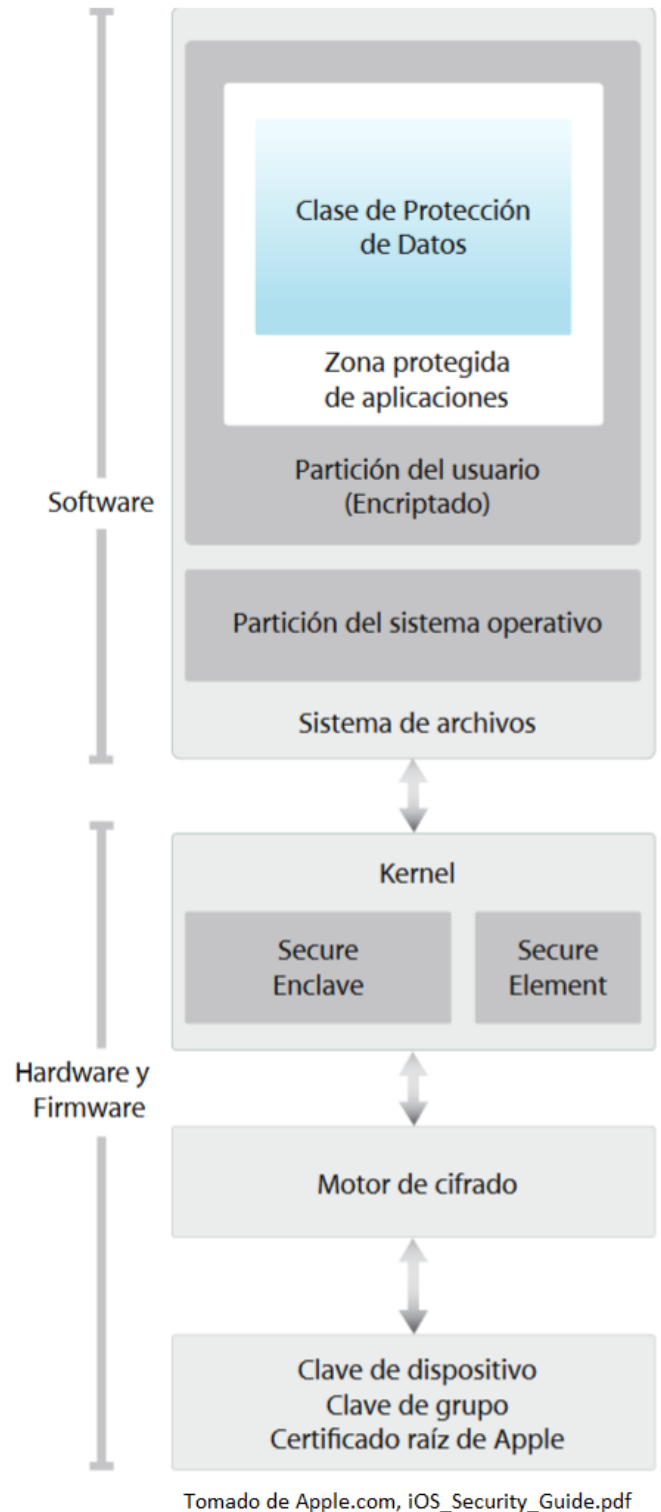 Clase de Protección
de Datos
Zona protegida
de aplicaciones
Partición del usuario
(Encriptado)
Software
Partición del sistema operativo
Sistema de archivos
Kernel
Secure
Enclave
Secure
Element
Hardware y
Firmware
Motor de cifrado
Clave de dispositivo
Clave de grupo
Certificado raíz de Apple
Tomado de Apple.com, iOS_Security_Guide.pdf